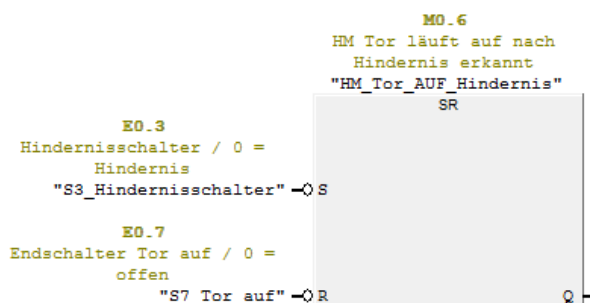 M0.6
HM Tor läuft auf nach
Hindernis erkannt
"HM_Tor_AUF_Hindernis"
SR
E0.3
Hindernisschalter / 0 =
Hindernis
"S3_Hindernisschalter" S
E0.7
Endschalter Tor auf / 0 =
offen
"S7_Tor_auf" R Q